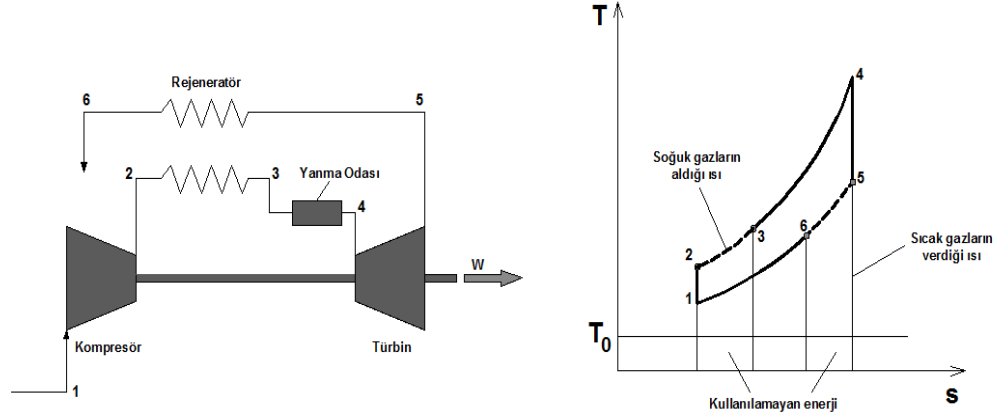 Rejeneratör
6
5
2
3
Yanma Odası
4
W
Kompresör
Türbin
1
T
4
Soğuk gazların
aldığı ısı
5
3
6
2
Sıcak gazların
verdiği ısı
1
T0
s
Kullanılamayan enerji